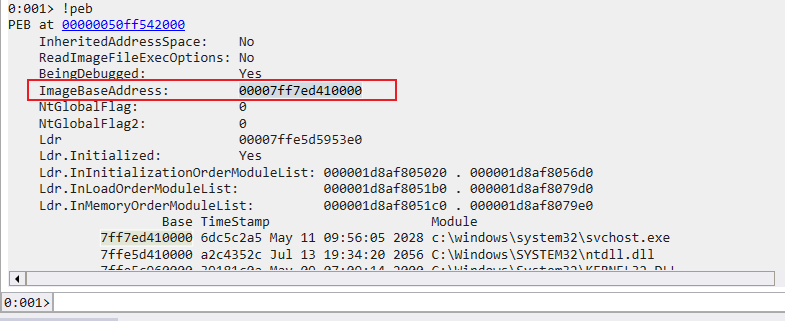 0:001> !peb
PEB at 00000050ff542000
InheritedAddressSpace: No
ReadImageFileExecOptions: No
BeingDebugged: Yes
ImageBaseAddress: 00007ff7ed410000
NtGlobalFlag: 0
NtGlobalFlag2: 0
Ldr 00007ffe5d5953e0
Ldr.Initialized: Yes
Ldr.InInitializationOrderModuleList: 000001d8af805020 . 000001d8af8056d0
Ldr.InLoadOrderModuleList: 000001d8af8051b0 . 000001d8af8079d0
Ldr.InMemoryOrderModuleList: 000001d8af8051c0 . 000001d8af8079e0
Base TimeStamp Module
7ff7ed410000 6dc5c2a5 May 11 09:56:05 2028 c:\windows\system32\svchost.exe
7ffe5d410000 a2c4352c Jul 13 19:34:20 2056 C:\Windows\SYSTEM32\ntdll.dll
0:001>